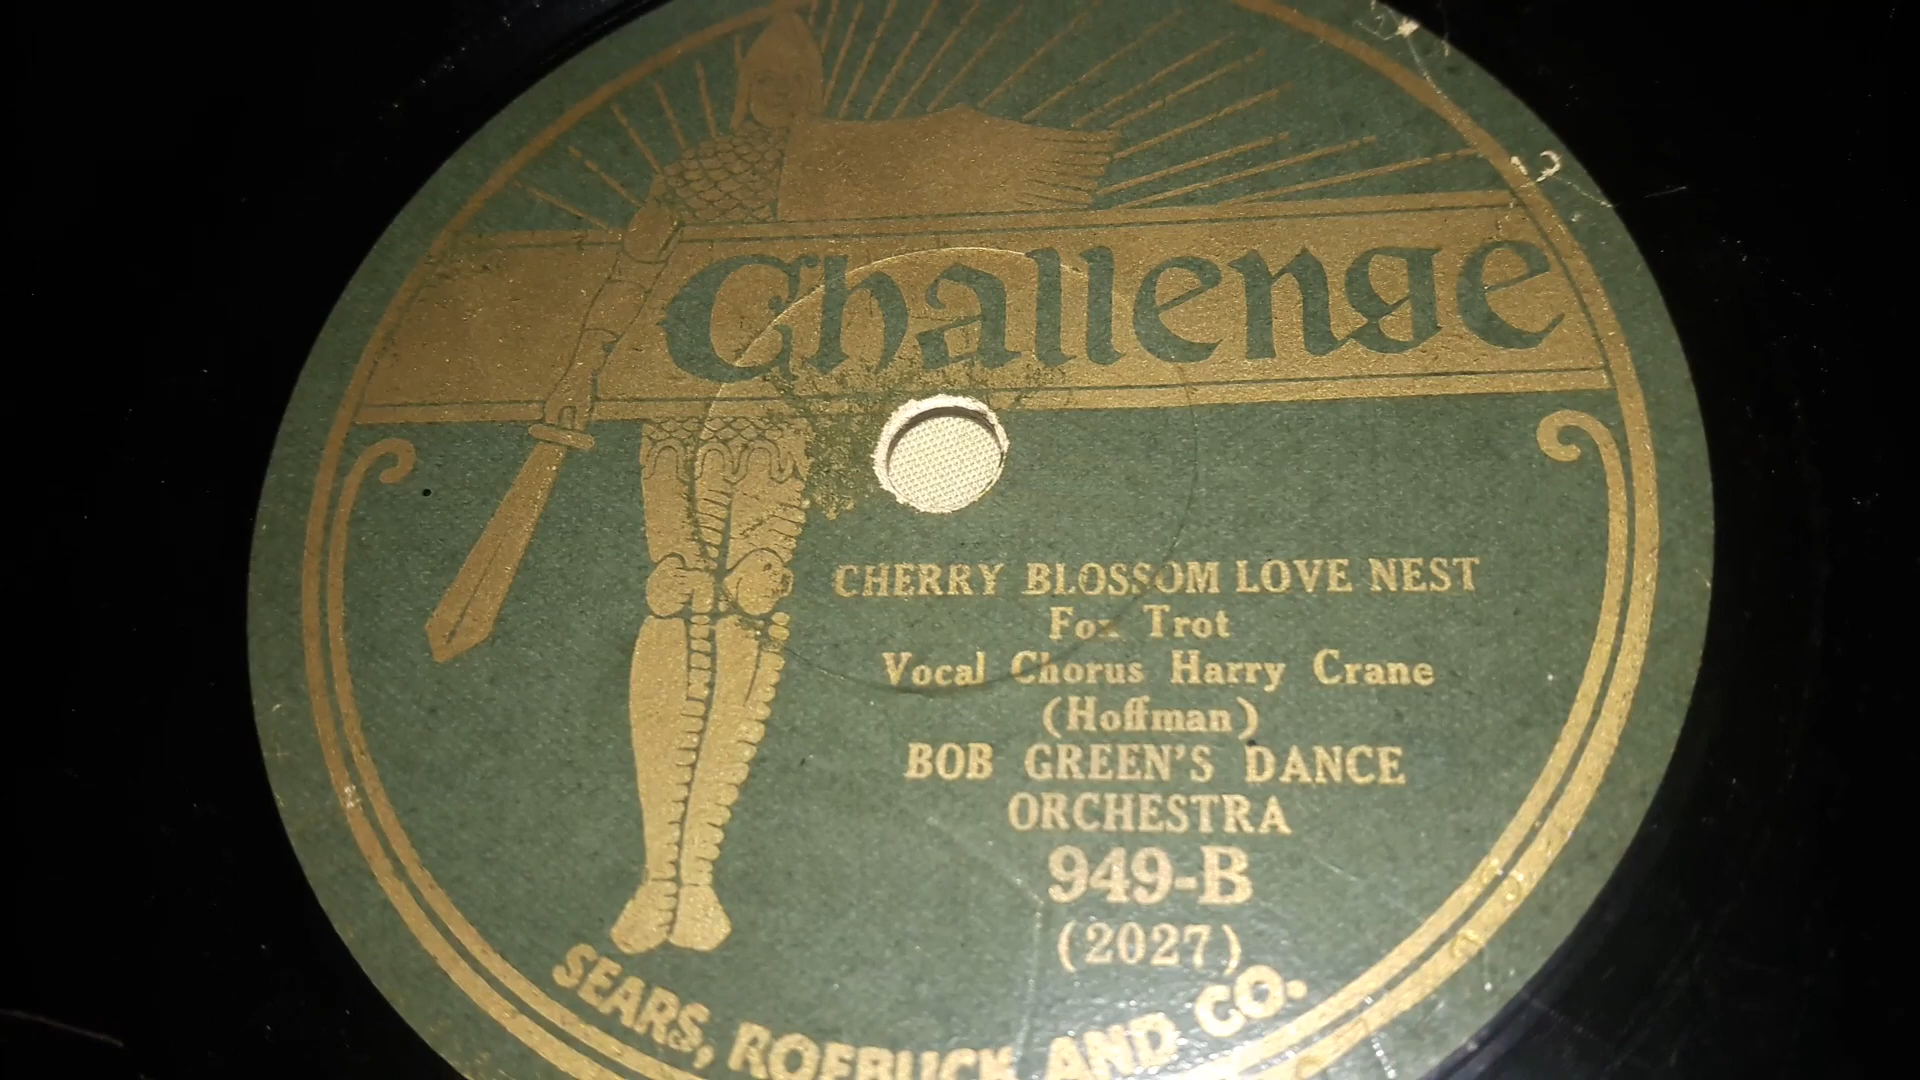 Challenge
CHERRY BLOSSOM LOVE NEST
Fox Trot
Vocal Chorus Harry Crane
(Hoffman)
BOB GREEN'S DANCE
ORCHESTRA
949-B
(2027)
SEARS, ROEBUCK AND CO.